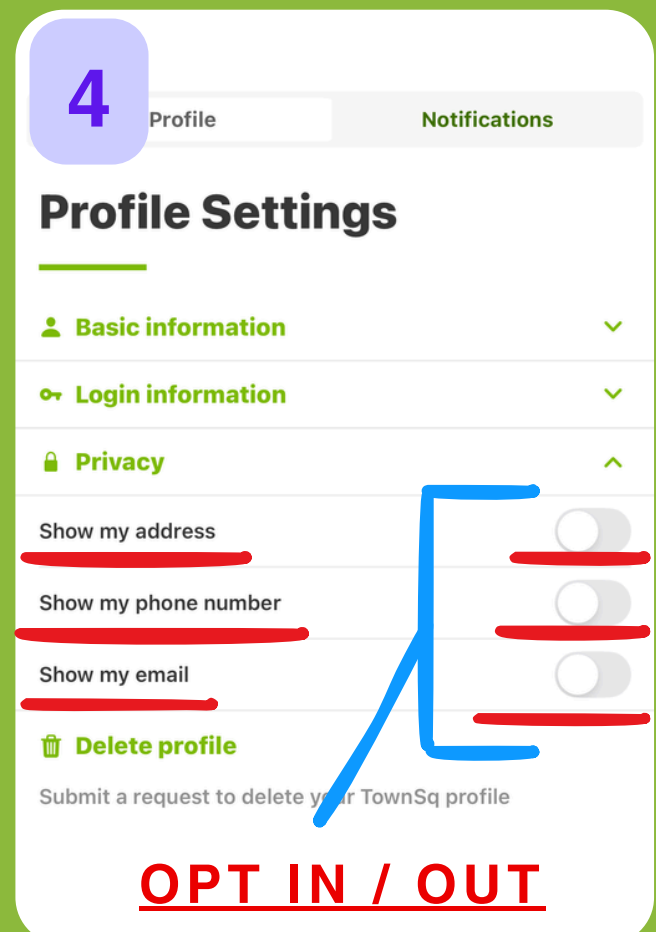 4
Profile Notifications
Profile Settings
Basic information
Login information
Privacy
Show my address
Show my phone number
Show my email
Delete profile
Submit a request to delete your TownSq profile
OPT IN / OUT